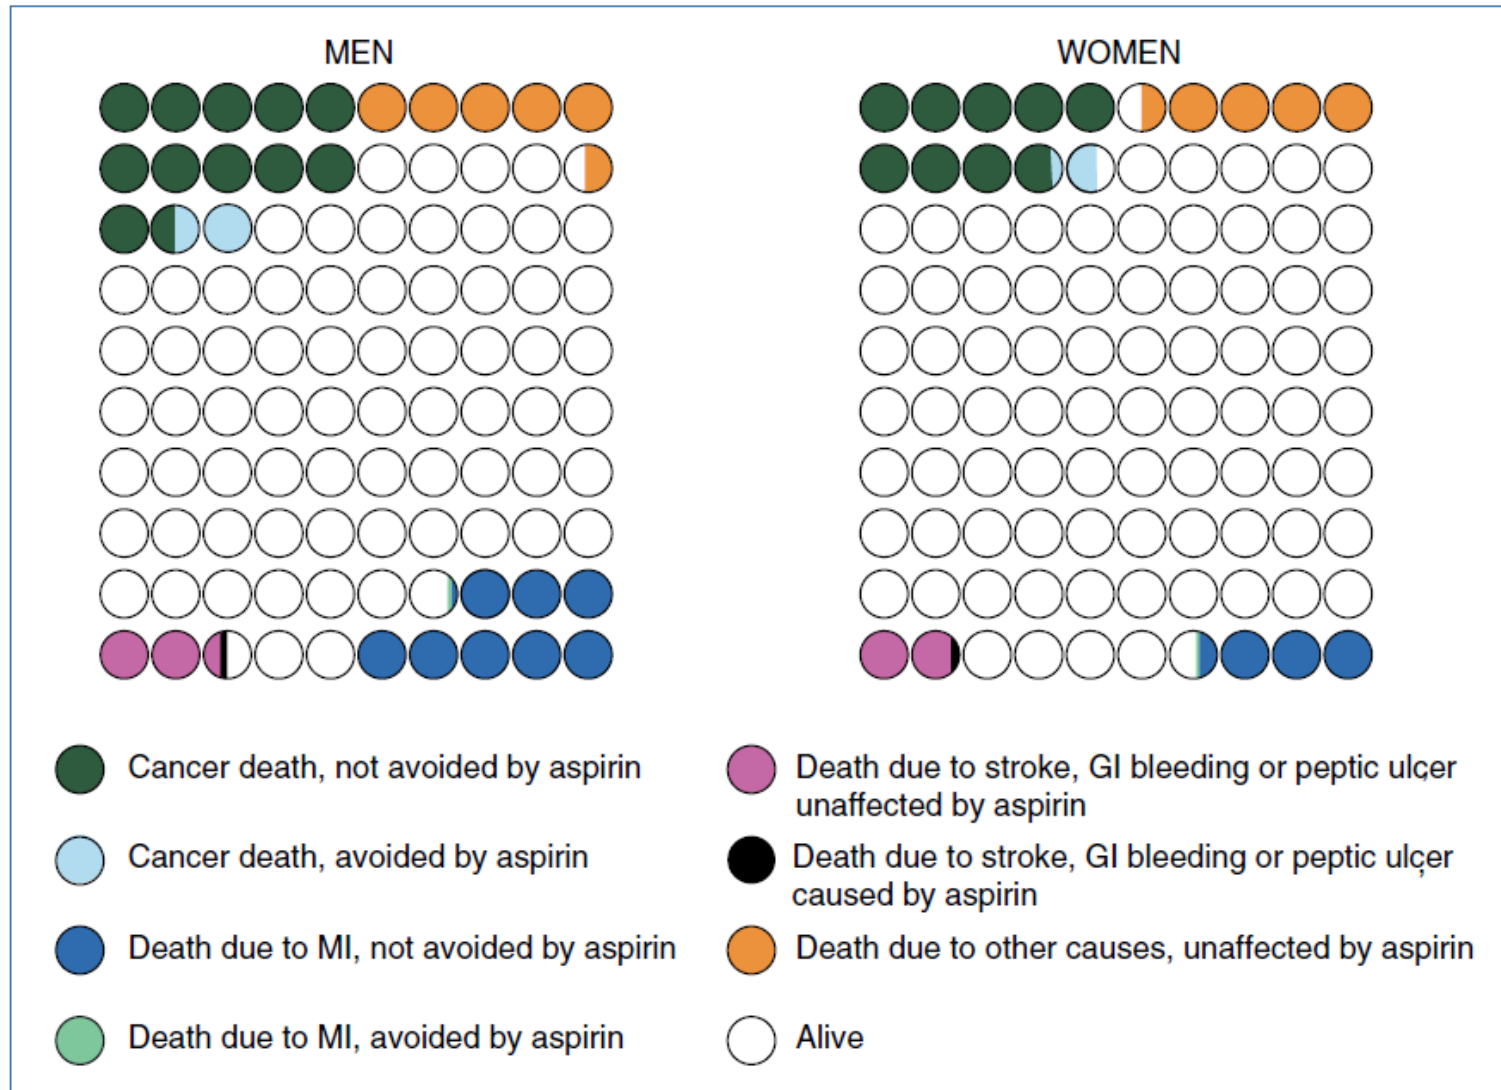 MEN
WOMEN
Cancer death, not avoided by aspirin
Cancer death, avoided by aspirin
Death due to MI, not avoided by aspirin
Death due to MI, avoided by aspirin
Death due to stroke, GI bleeding or peptic ulçer
unaffected by aspirin
Death due to stroke, GI bleeding or peptic ulçer
caused by aspirin
Death due to other causes, unaffected by aspirin
Alive